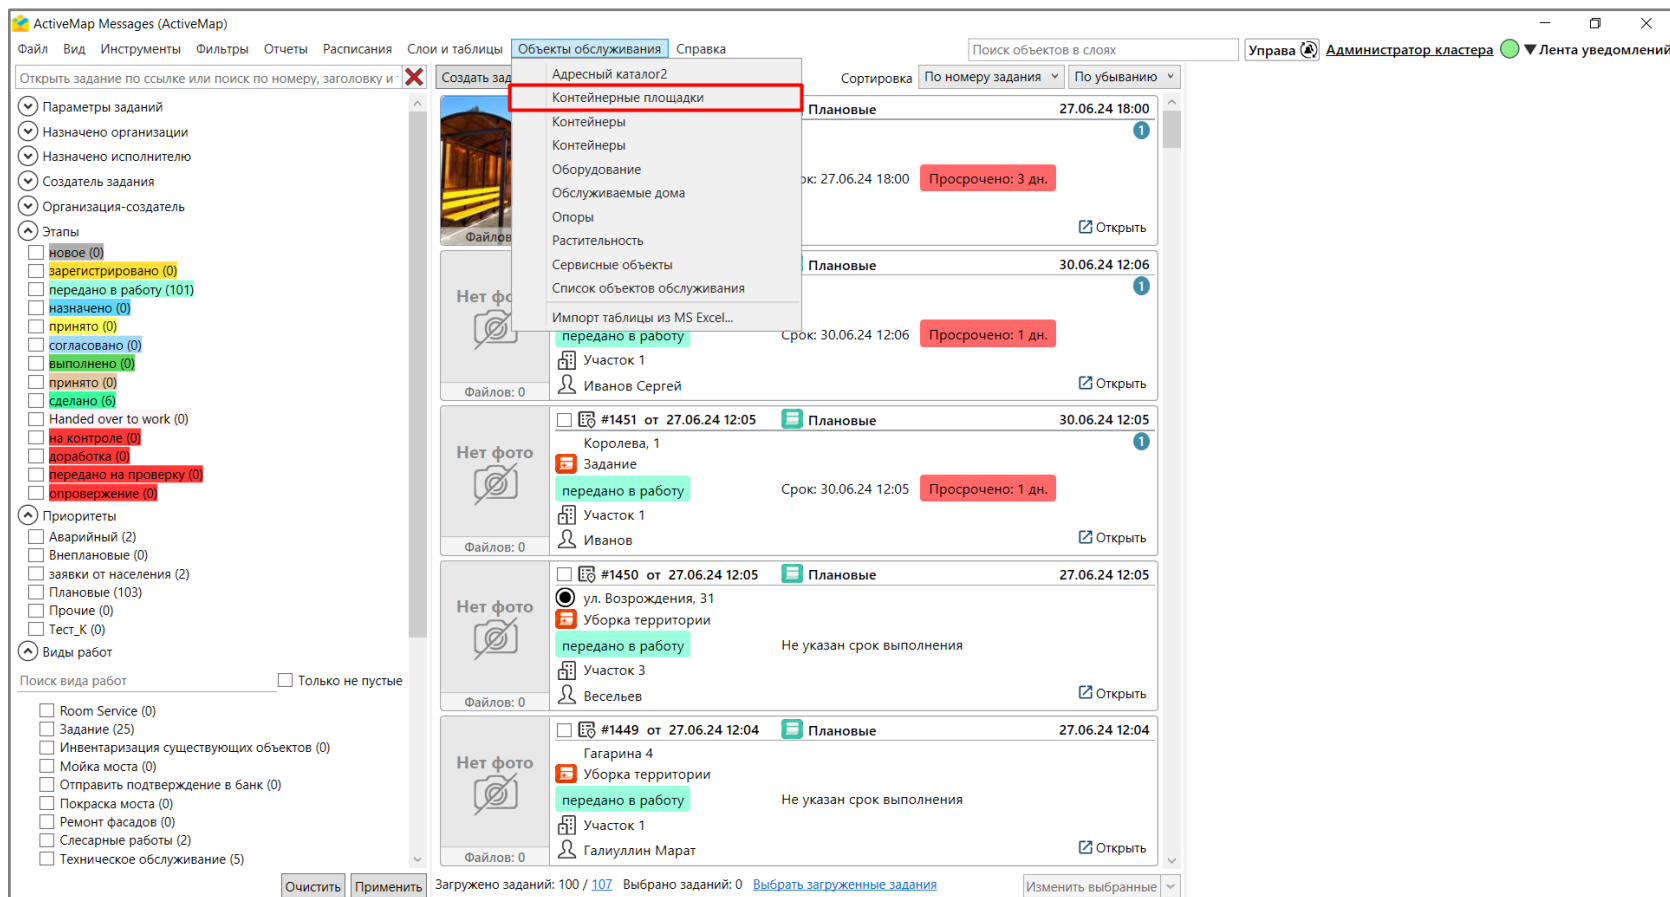 ActiveMap Messages (ActiveMap)
Файл Вид Инструменты Фильтры Отчеты Расписания Слои и таблицы Объекты обслуживания Справка
Поиск объектов в слоях
Управа Администратор кластера Лента уведомлений
Открыть задание по ссылке или поиск по номеру, заголовку и
Параметры заданий
Назначено организации
Назначено исполнителю
Создатель задания
Организация-создатель
Этапы
новое (0)
зарегистрировано (0)
передано в работу (101)
назначено (0)
принято (0)
согласовано (0)
выполнено (0)
принято (0)
сделано (6)
Handed over to work (0)
на контроле (0)
доработка (0)
передано на проверку (0)
опровержение (0)
Приоритеты
Аварийный (2)
Внеплановые (0)
заявки от населения (2)
Плановые (103)
Прочие (0)
Тест_К (0)
Виды работ
Поиск вида работ
Только не пустые
Room Service (0)
Задание (25)
Инвентаризация существующих объектов (0)
Мойка моста (0)
Отправить подтверждение в банк (0)
Покраска моста (0)
Ремонт фасадов (0)
Слесарные работы (2)
Техническое обслуживание (5)
Очистить Применить
Создать зад
Сортировка По номеру задания По убыванию
Адресный каталог2
Контейнерные площадки
Контейнеры
Контейнеры
Оборудование
Обслуживаемые дома
Опоры
Растительность
Сервисные объекты
Список объектов обслуживания
Импорт таблицы из MS Excel...
Плановые 27.06.24 18:00
1
ок: 27.06.24 18:00 Просрочено: 3 дн.
Файлов
Открыть
Плановые 30.06.24 12:06
1
Нет фо
передано в работу Срок: 30.06.24 12:06 Просрочено: 1 дн.
Участок 1
Иванов Сергей
Файлов: 0
Открыть
#1451 от 27.06.24 12:05 Плановые 30.06.24 12:05
1
Королева, 1
Нет фото
Задание
передано в работу Срок: 30.06.24 12:05 Просрочено: 1 дн.
Участок 1
Иванов
Файлов: 0
Открыть
#1450 от 27.06.24 12:05 Плановые 27.06.24 12:05
ул. Возрождения, 31
Нет фото
Уборка территории
передано в работу Не указан срок выполнения
Участок 3
Весельев
Файлов: 0
Открыть
#1449 от 27.06.24 12:04 Плановые 27.06.24 12:04
Гагарина 4
Нет фото
Уборка территории
передано в работу Не указан срок выполнения
Участок 1
Галиуллин Марат
Файлов: 0
Открыть
Загружено заданий: 100 / 107 Выбрано заданий: 0 Выбрать загруженные задания
Изменить выбранные